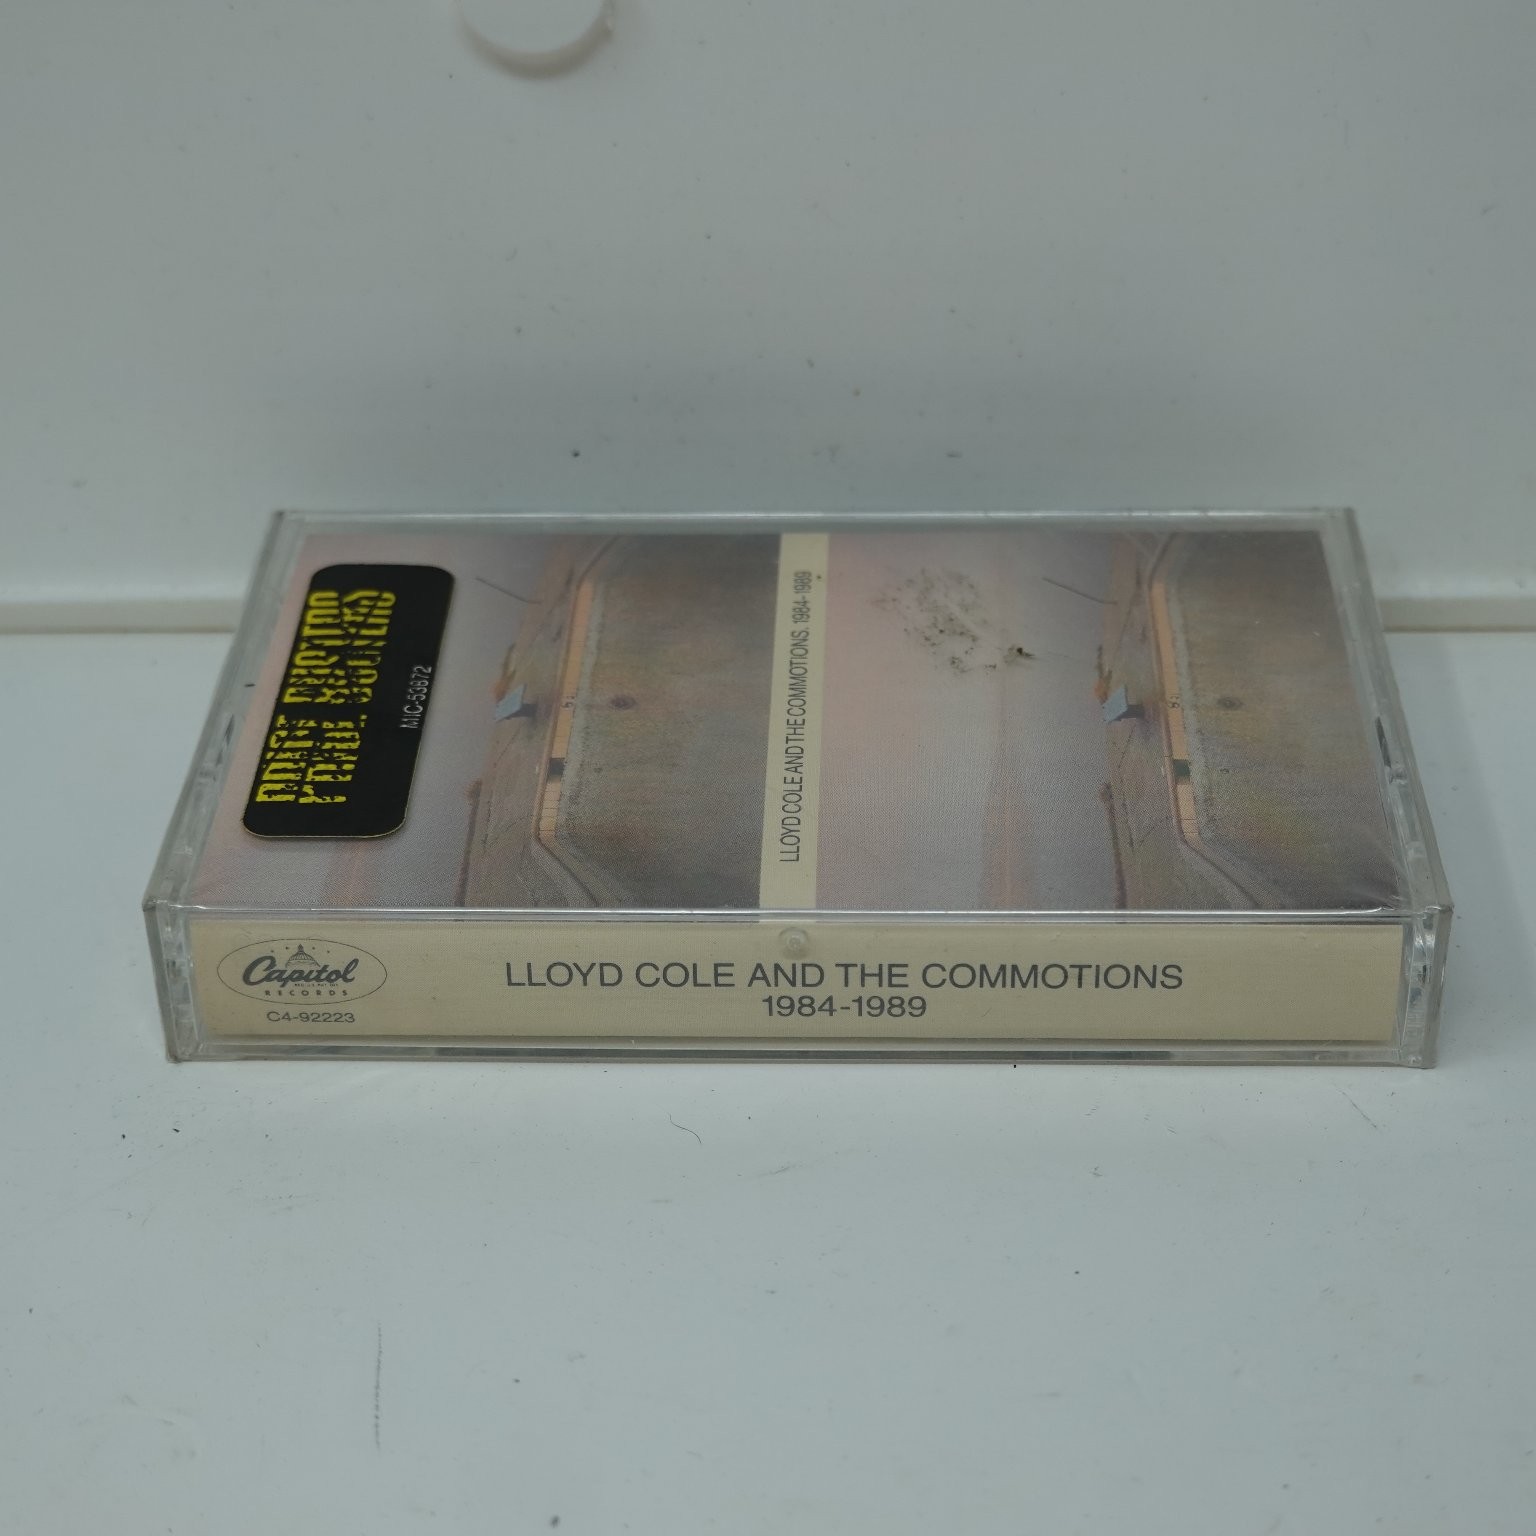 MIC-53872
LLOYD COLE AND THE COMMOTIONS. 1984-1989
Capitol
RECORDS
C4-92223
LLOYD COLE AND THE COMMOTIONS
1984-1989